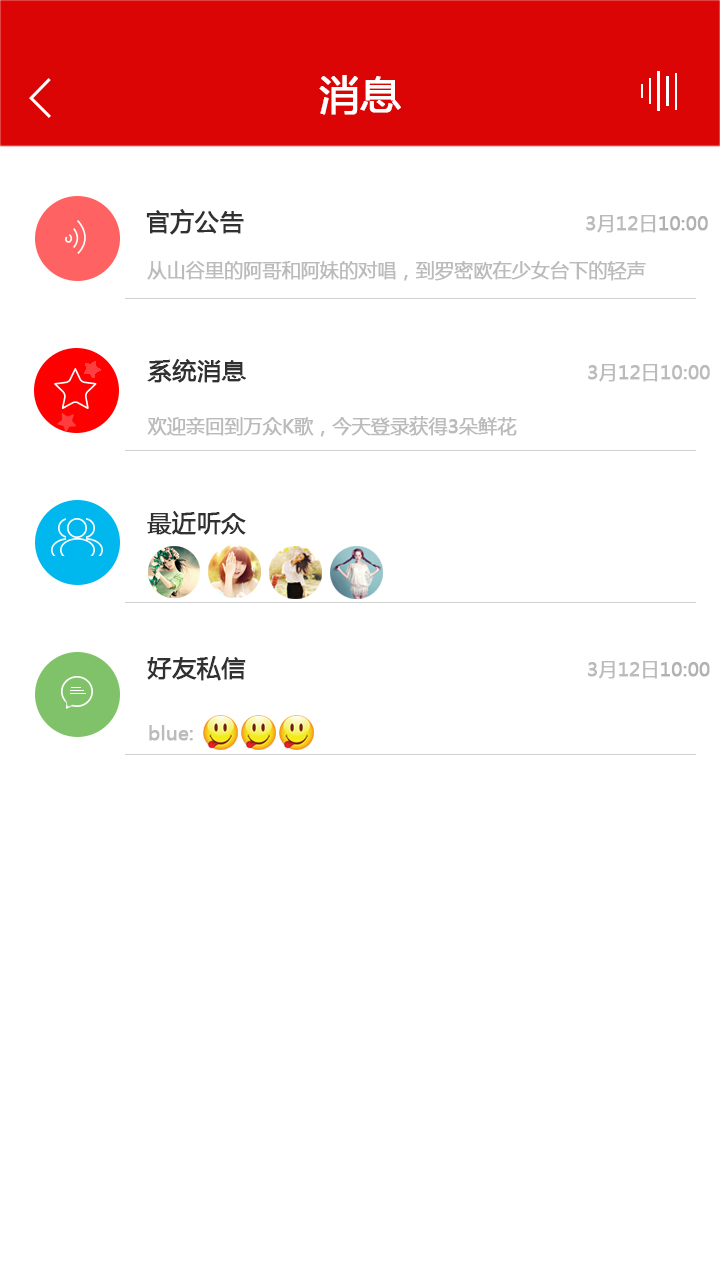 消息
官方公告 3月12日10:00
从山谷里的阿哥和阿妹的对唱，到罗密欧在少女台下的轻声
系统消息 3月12日10:00
欢迎亲回到万众K歌，今天登录获得3朵鲜花
最近听众
好友私信 3月12日10:00
blue: